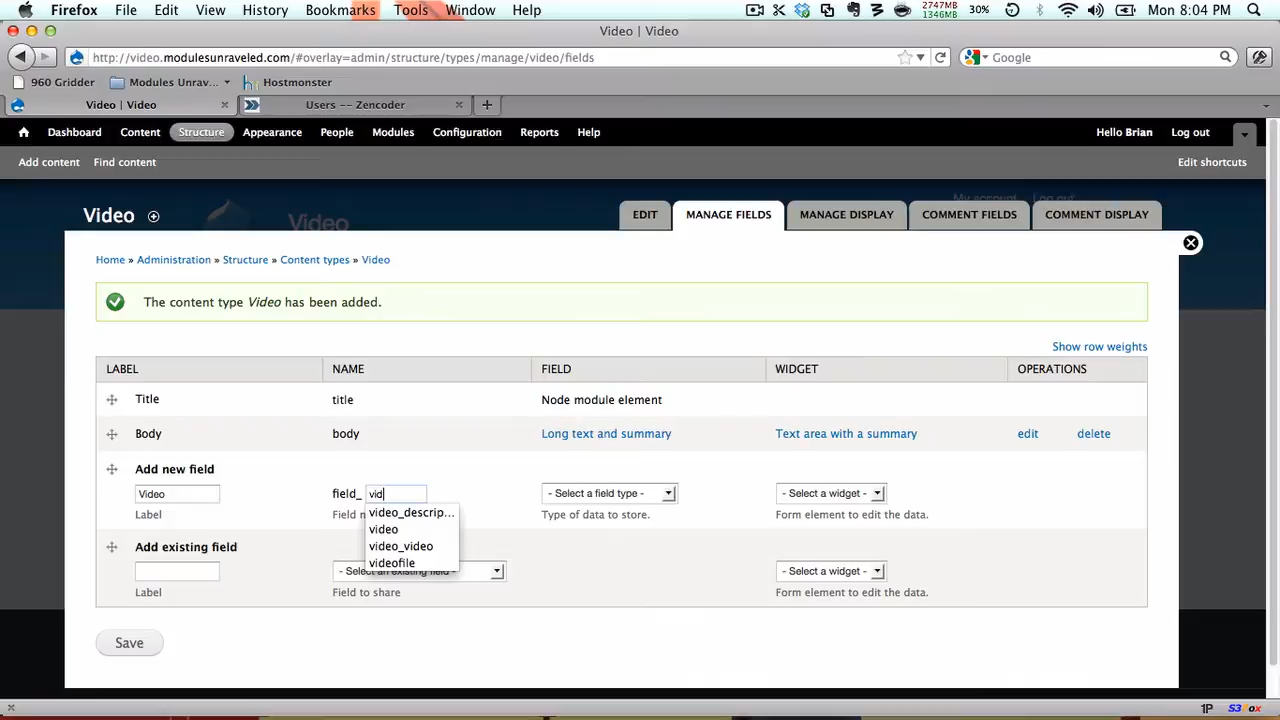 Firefox File Edit View History Bookmarks Tools Window Help 2747MB 1346MB 30% Mon 8:04 PM
Video | Video
http://video.modulesunraveled.com/#overlay=admin/structure/types/manage/video/fields Google
960 Gridder Modules Unrav... Hostmonster
Video | Video Users -- Zencoder
Dashboard Content Structure Appearance People Modules Configuration Reports Help Hello Brian Log out
Add content Find content Edit shortcuts
My account Log out
Video Video EDIT MANAGE FIELDS MANAGE DISPLAY COMMENT FIELDS COMMENT DISPLAY
Home » Administration » Structure » Content types » Video
The content type Video has been added.
Show row weights
LABEL NAME FIELD WIDGET OPERATIONS
Title title Node module element
Body body Long text and summary Text area with a summary edit delete
Add new field
Video field_ vid - Select a field type - - Select a widget -
Label Field n Type of data to store. Form element to edit the data.
video_descrip...
video
video_video
videofile
Add existing field
- Select an existing field - - Select a widget -
Label Field to share Form element to edit the data.
Save
1P S3Fox